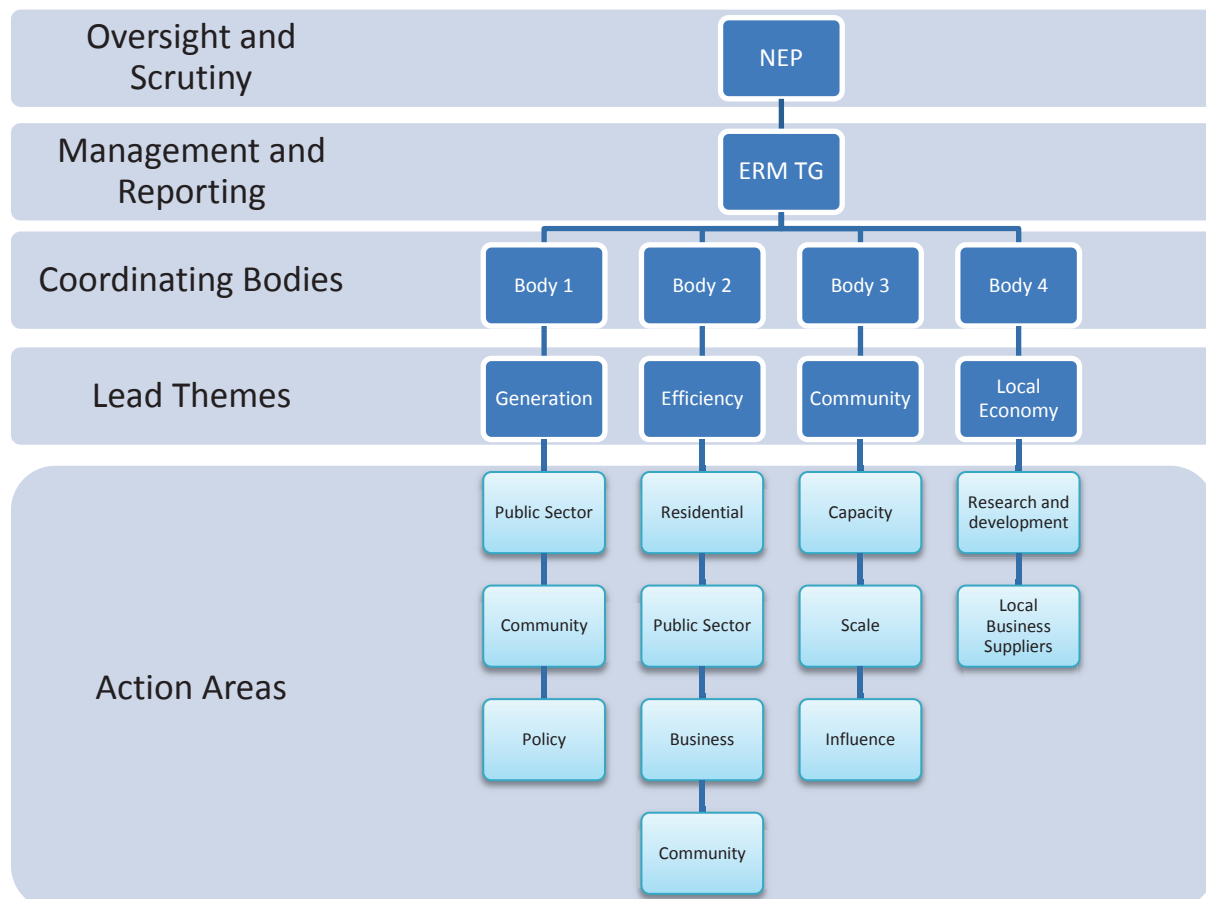 Oversight and
Scrutiny
NEP
Management and
Reporting
ERM TG
Coordinating Bodies
Body 1
Body 2
Body 3
Body 4
Lead Themes
Generation
Efficiency
Community
Local
Economy
Action Areas
Public Sector
Residential
Capacity
Research and
development
Community
Public Sector
Scale
Local
Business
Suppliers
Policy
Business
Influence
Community